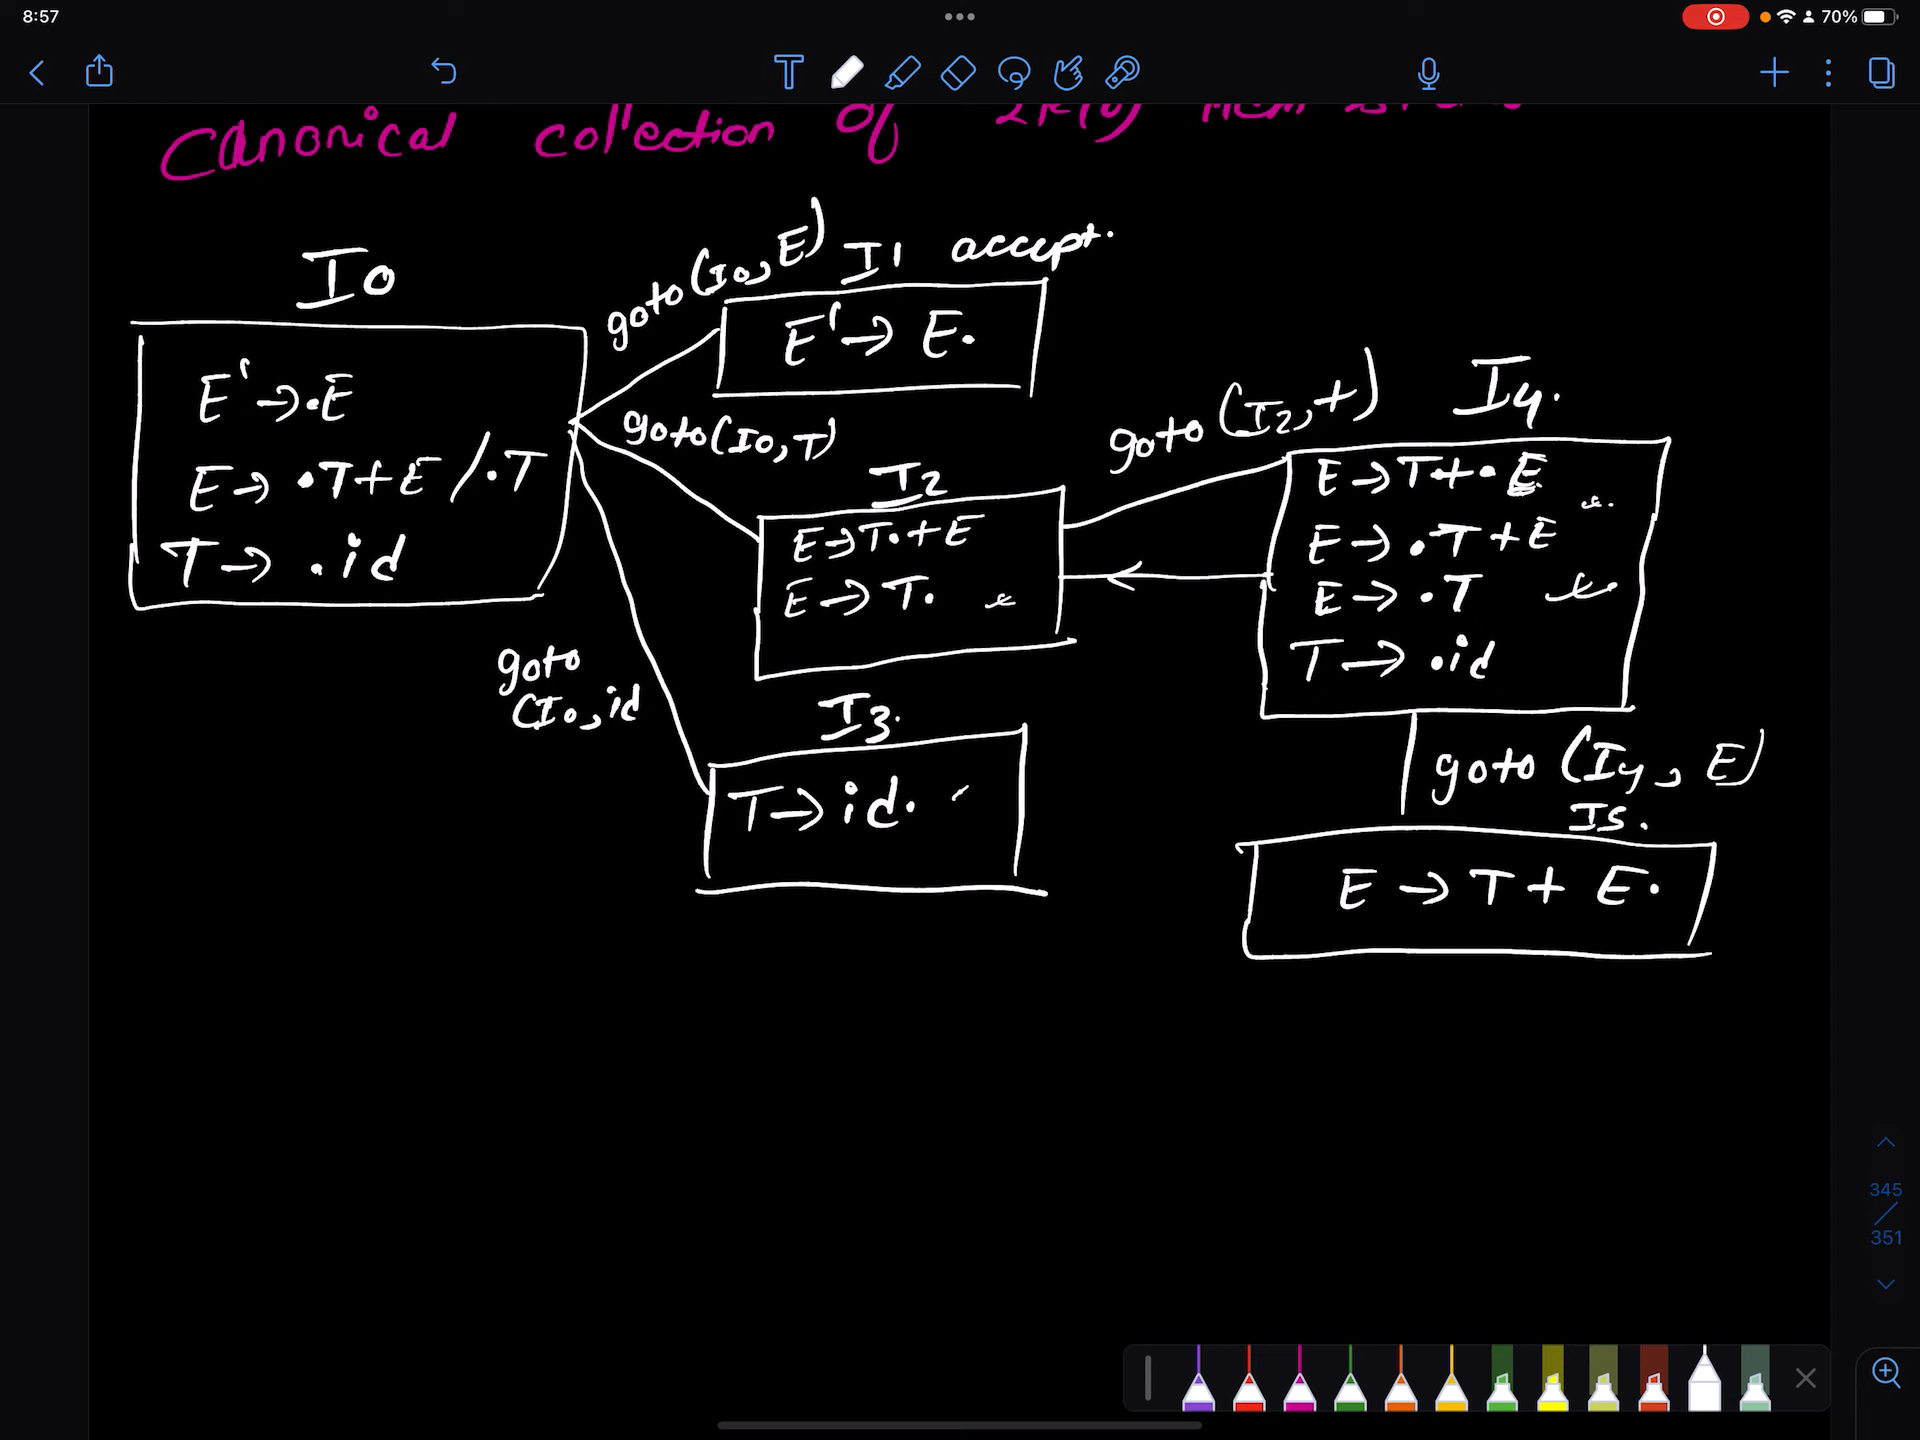 8:57
70%
Canonical collection of
I0
E' → .E
E → .T+E / .T
T → .id
goto (I0, E)
I1 accept.
E' → E.
goto (I0, T)
I2
E → T.+E
E → T.
goto
(I0, id
I3.
T → id.
goto (I2, +)
I4.
E → T+.E
E → .T+E
E → .T
T → .id
goto (I4, E)
I5.
E → T + E.
345
/
351